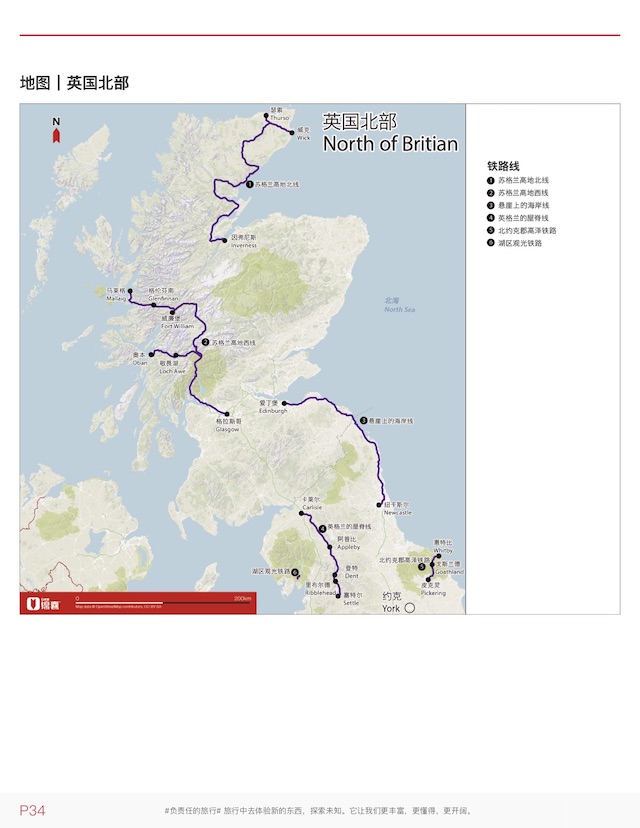 地图 | 英国北部
N
英国北部
North of Britian
瑟索
Thurso
威克
Wick
1 苏格兰高地北线
因弗尼斯
Inverness
马莱格
Mallaig
格伦芬南
Glenfinnan
威廉堡
Fort William
2 苏格兰高地西线
奥本
Oban
敬畏湖
Loch Awe
格拉斯哥
Glasgow
爱丁堡
Edinburgh
3 悬崖上的海岸线
北海
North Sea
纽卡斯尔
Newcastle
卡莱尔
Carlisle
4 英格兰的屋脊线
阿普比
Appleby
登特
Dent
里布尔德
Ribblehead
塞特尔
Settle
湖区观光铁路 6
惠特比
Whitby
北约克郡高泽铁路
5
戈斯兰德
Goathland
皮克灵
Pickering
约克
York
0 200km
Map data © OpenStreetMap contributors, CC-BY-SA
铁路线
1 苏格兰高地北线
2 苏格兰高地西线
3 悬崖上的海岸线
4 英格兰的屋脊线
5 北约克郡高泽铁路
6 湖区观光铁路
P34
#负责任的旅行# 旅行中去体验新的东西，探索未知。它让我们更丰富，更懂得，更开阔。